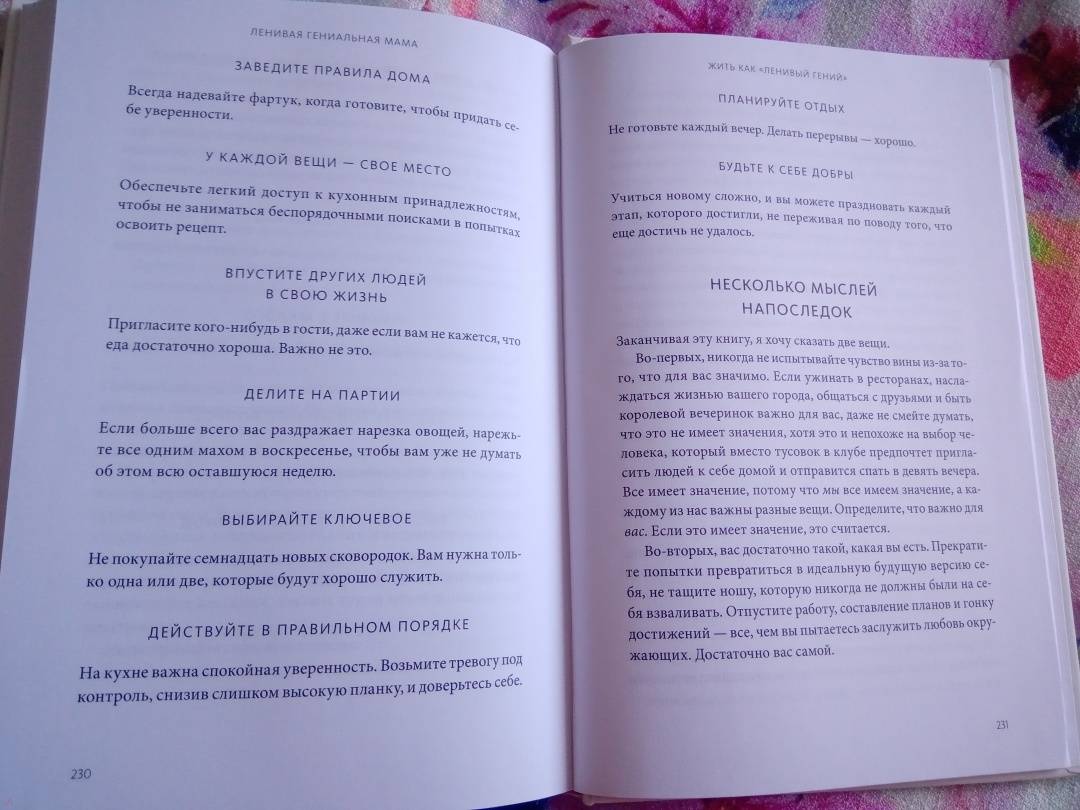 ЛЕНИВАЯ ГЕНИАЛЬНАЯ МАМА
ЗАВЕДИТЕ ПРАВИЛА ДОМА
Всегда надевайте фартук, когда готовите, чтобы придать се-
бе уверенности.
У КАЖДОЙ ВЕЩИ — СВОЕ МЕСТО
Обеспечьте легкий доступ к кухонным принадлежностям,
чтобы не заниматься беспорядочными поисками в попытках
освоить рецепт.
ВПУСТИТЕ ДРУГИХ ЛЮДЕЙ
В СВОЮ ЖИЗНЬ
Пригласите кого-нибудь в гости, даже если вам не кажется, что
еда достаточно хороша. Важно не это.
ДЕЛИТЕ НА ПАРТИИ
Если больше всего вас раздражает нарезка овощей, нарежь-
те все одним махом в воскресенье, чтобы вам уже не думать
об этом всю оставшуюся неделю.
ВЫБИРАЙТЕ КЛЮЧЕВОЕ
Не покупайте семнадцать новых сковородок. Вам нужна толь-
ко одна или две, которые будут хорошо служить.
ДЕЙСТВУЙТЕ В ПРАВИЛЬНОМ ПОРЯДКЕ
На кухне важна спокойная уверенность. Возьмите тревогу под
контроль, снизив слишком высокую планку, и доверьтесь себе.
230
ЖИТЬ КАК «ЛЕНИВЫЙ ГЕНИЙ»
ПЛАНИРУЙТЕ ОТДЫХ
Не готовьте каждый вечер. Делать перерывы — хорошо.
БУДЬТЕ К СЕБЕ ДОБРЫ
Учиться новому сложно, и вы можете праздновать каждый
этап, которого достигли, не переживая по поводу того, что
еще достичь не удалось.
НЕСКОЛЬКО МЫСЛЕЙ
НАПОСЛЕДОК
Заканчивая эту книгу, я хочу сказать две вещи.
Во-первых, никогда не испытывайте чувство вины из-за то-
го, что для вас значимо. Если ужинать в ресторанах, насла-
ждаться жизнью вашего города, общаться с друзьями и быть
королевой вечеринок важно для вас, даже не смейте думать,
что это не имеет значения, хотя это и непохоже на выбор че-
ловека, который вместо тусовок в клубе предпочтет пригла-
сить людей к себе домой и отправится спать в девять вечера.
Все имеет значение, потому что мы все имеем значение, а ка-
ждому из нас важны разные вещи. Определите, что важно для
вас. Если это имеет значение, это считается.
Во-вторых, вас достаточно такой, какая вы есть. Прекрати-
те попытки превратиться в идеальную будущую версию се-
бя, не тащите ношу, которую никогда не должны были на се-
бя взваливать. Отпустите работу, составление планов и гонку
достижений — все, чем вы пытаетесь заслужить любовь окру-
жающих. Достаточно вас самой.
231